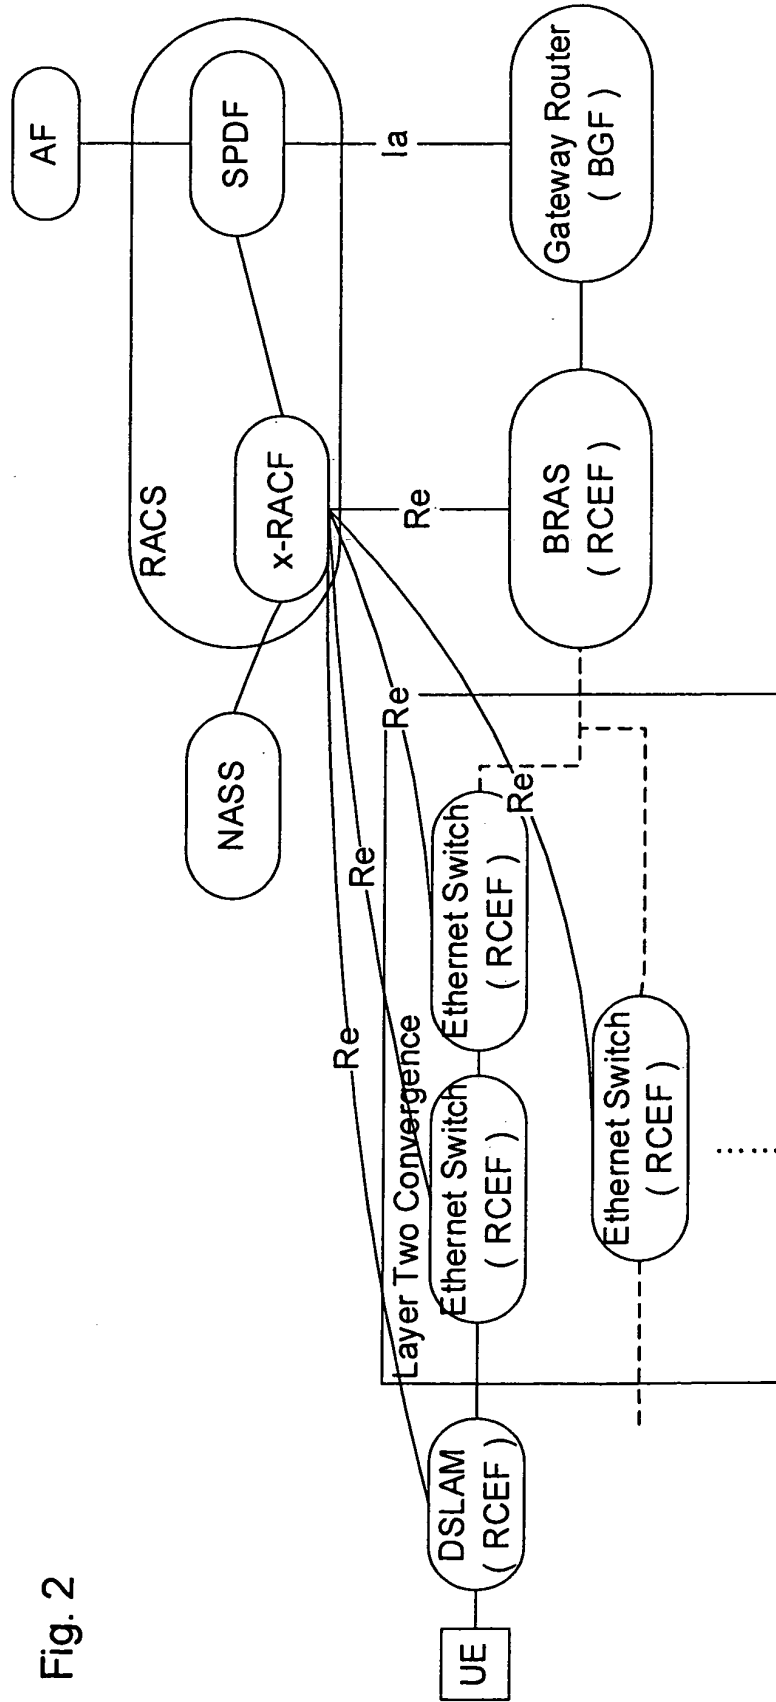 Fig. 2
AF
RACS
SPDF
x-RACF
NASS
Ia
Re
Re
Re
Re
Re
Layer Two Convergence
UE
DSLAM
( RCEF )
Ethernet Switch
( RCEF )
Ethernet Switch
( RCEF )
BRAS
( RCEF )
Gateway Router
( BGF )
Ethernet Switch
( RCEF )